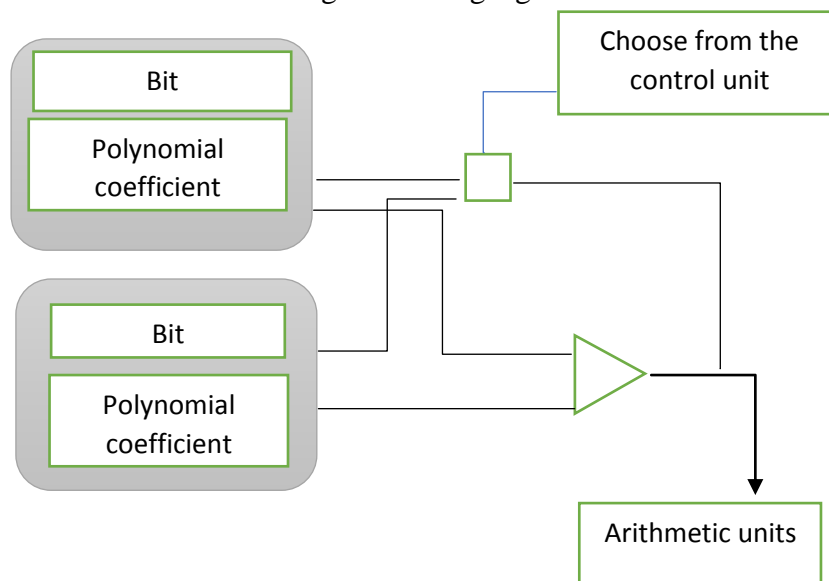 Choose from the
control unit
Bit
Polynomial
coefficient
Bit
Polynomial
coefficient
Arithmetic units